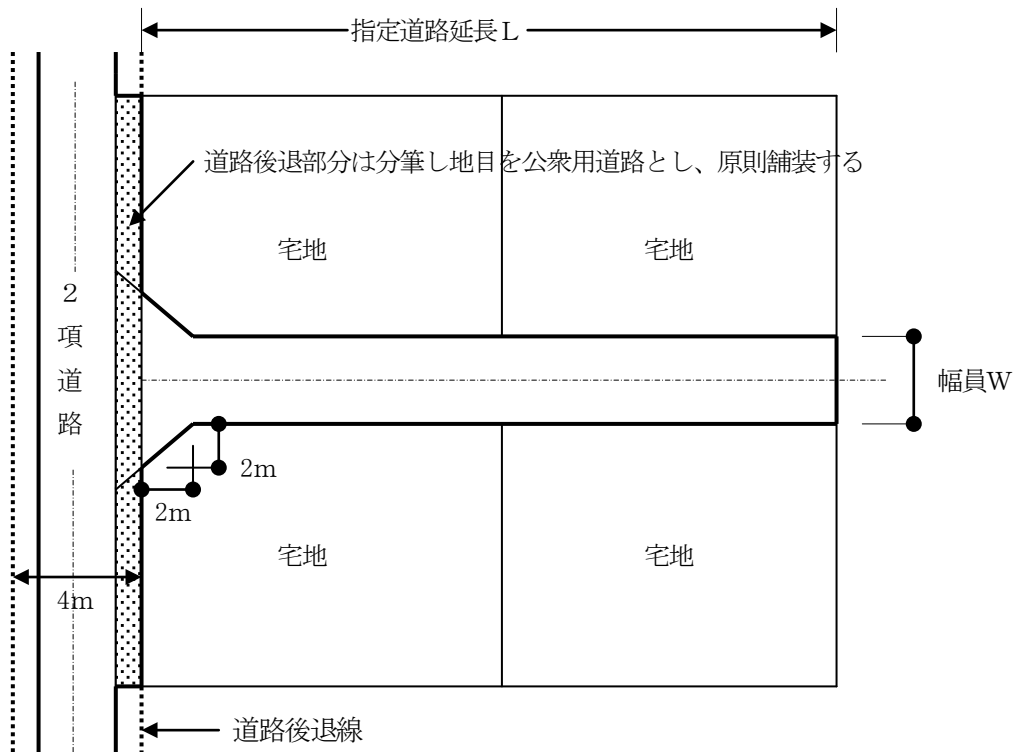 指定道路延長L
道路後退部分は分筆し地目を公衆用道路とし、原則舗装する
宅地
宅地
2項道路
幅員W
2m
2m
宅地
宅地
4m
道路後退線